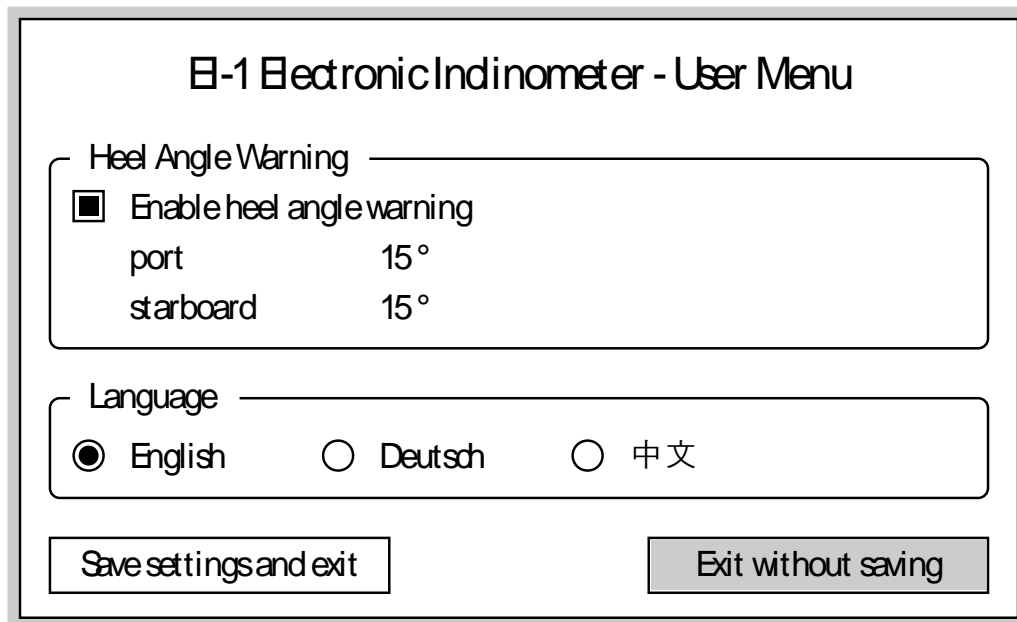 EI-1 Electronic Inclinometer - User Menu
Heel Angle Warning
Enable heel angle warning
port 15°
starboard 15°
Language
English Deutsch 中文
Save settings and exit Exit without saving